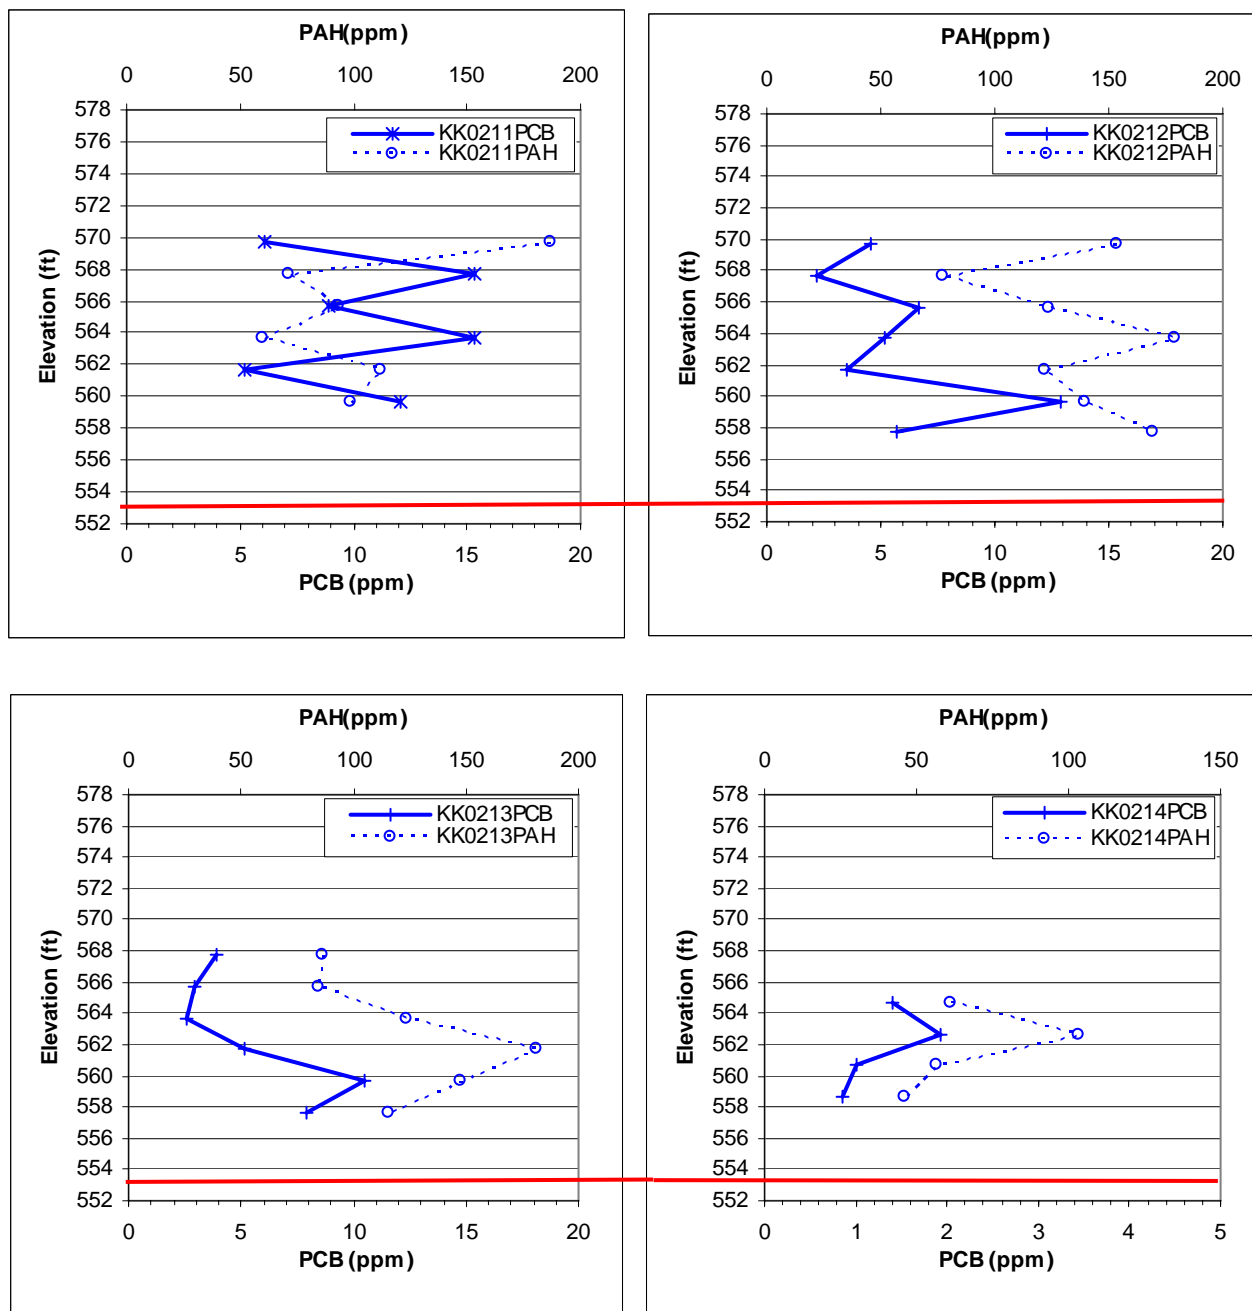 PAH(ppm)
0 50 100 150 200
578
576
574
572
570
568
566
564
562
560
558
556
554
552
Elevation (ft)
KK0211PCB
KK0211PAH
0 5 10 15 20
PCB (ppm)
PAH(ppm)
0 50 100 150 200
578
576
574
572
570
568
566
564
562
560
558
556
554
552
Elevation (ft)
KK0212PCB
KK0212PAH
0 5 10 15 20
PCB (ppm)
PAH(ppm)
0 50 100 150 200
578
576
574
572
570
568
566
564
562
560
558
556
554
552
Elevation (ft)
KK0213PCB
KK0213PAH
0 5 10 15 20
PCB (ppm)
PAH(ppm)
0 50 100 150
578
576
574
572
570
568
566
564
562
560
558
556
554
552
Elevation (ft)
KK0214PCB
KK0214PAH
0 1 2 3 4 5
PCB (ppm)